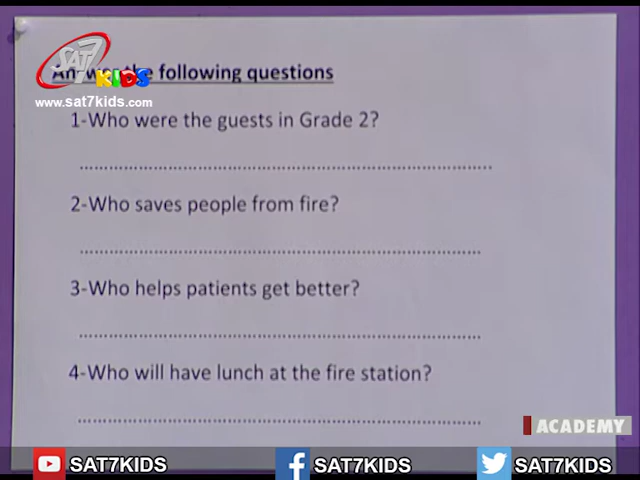 SAT7
KIDS
www.sat7kids.com
Answer the following questions
1-Who were the guests in Grade 2?
2-Who saves people from fire?
3-Who helps patients get better?
4-Who will have lunch at the fire station?
ACADEMY
SAT7KIDS
SAT7KIDS
SAT7KIDS